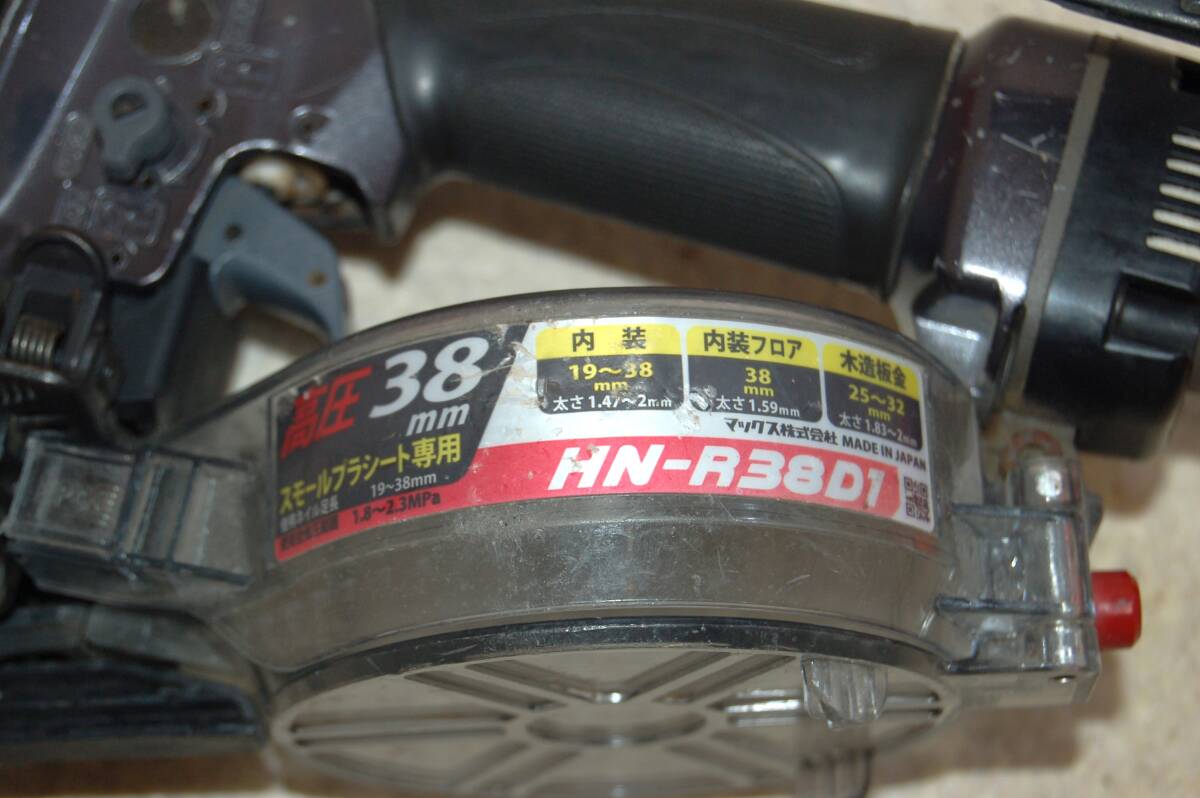 高圧 38
mm
スモールプラシート専用
19~38mm
1.8~2.3MPa
内装
19~38
mm
太さ 1.47~2mm
内装フロア
38
mm
太さ 1.59mm
木造板金
25~32
mm
太さ 1.83~2mm
マックス株式会社 MADE IN JAPAN
HN-R38D1